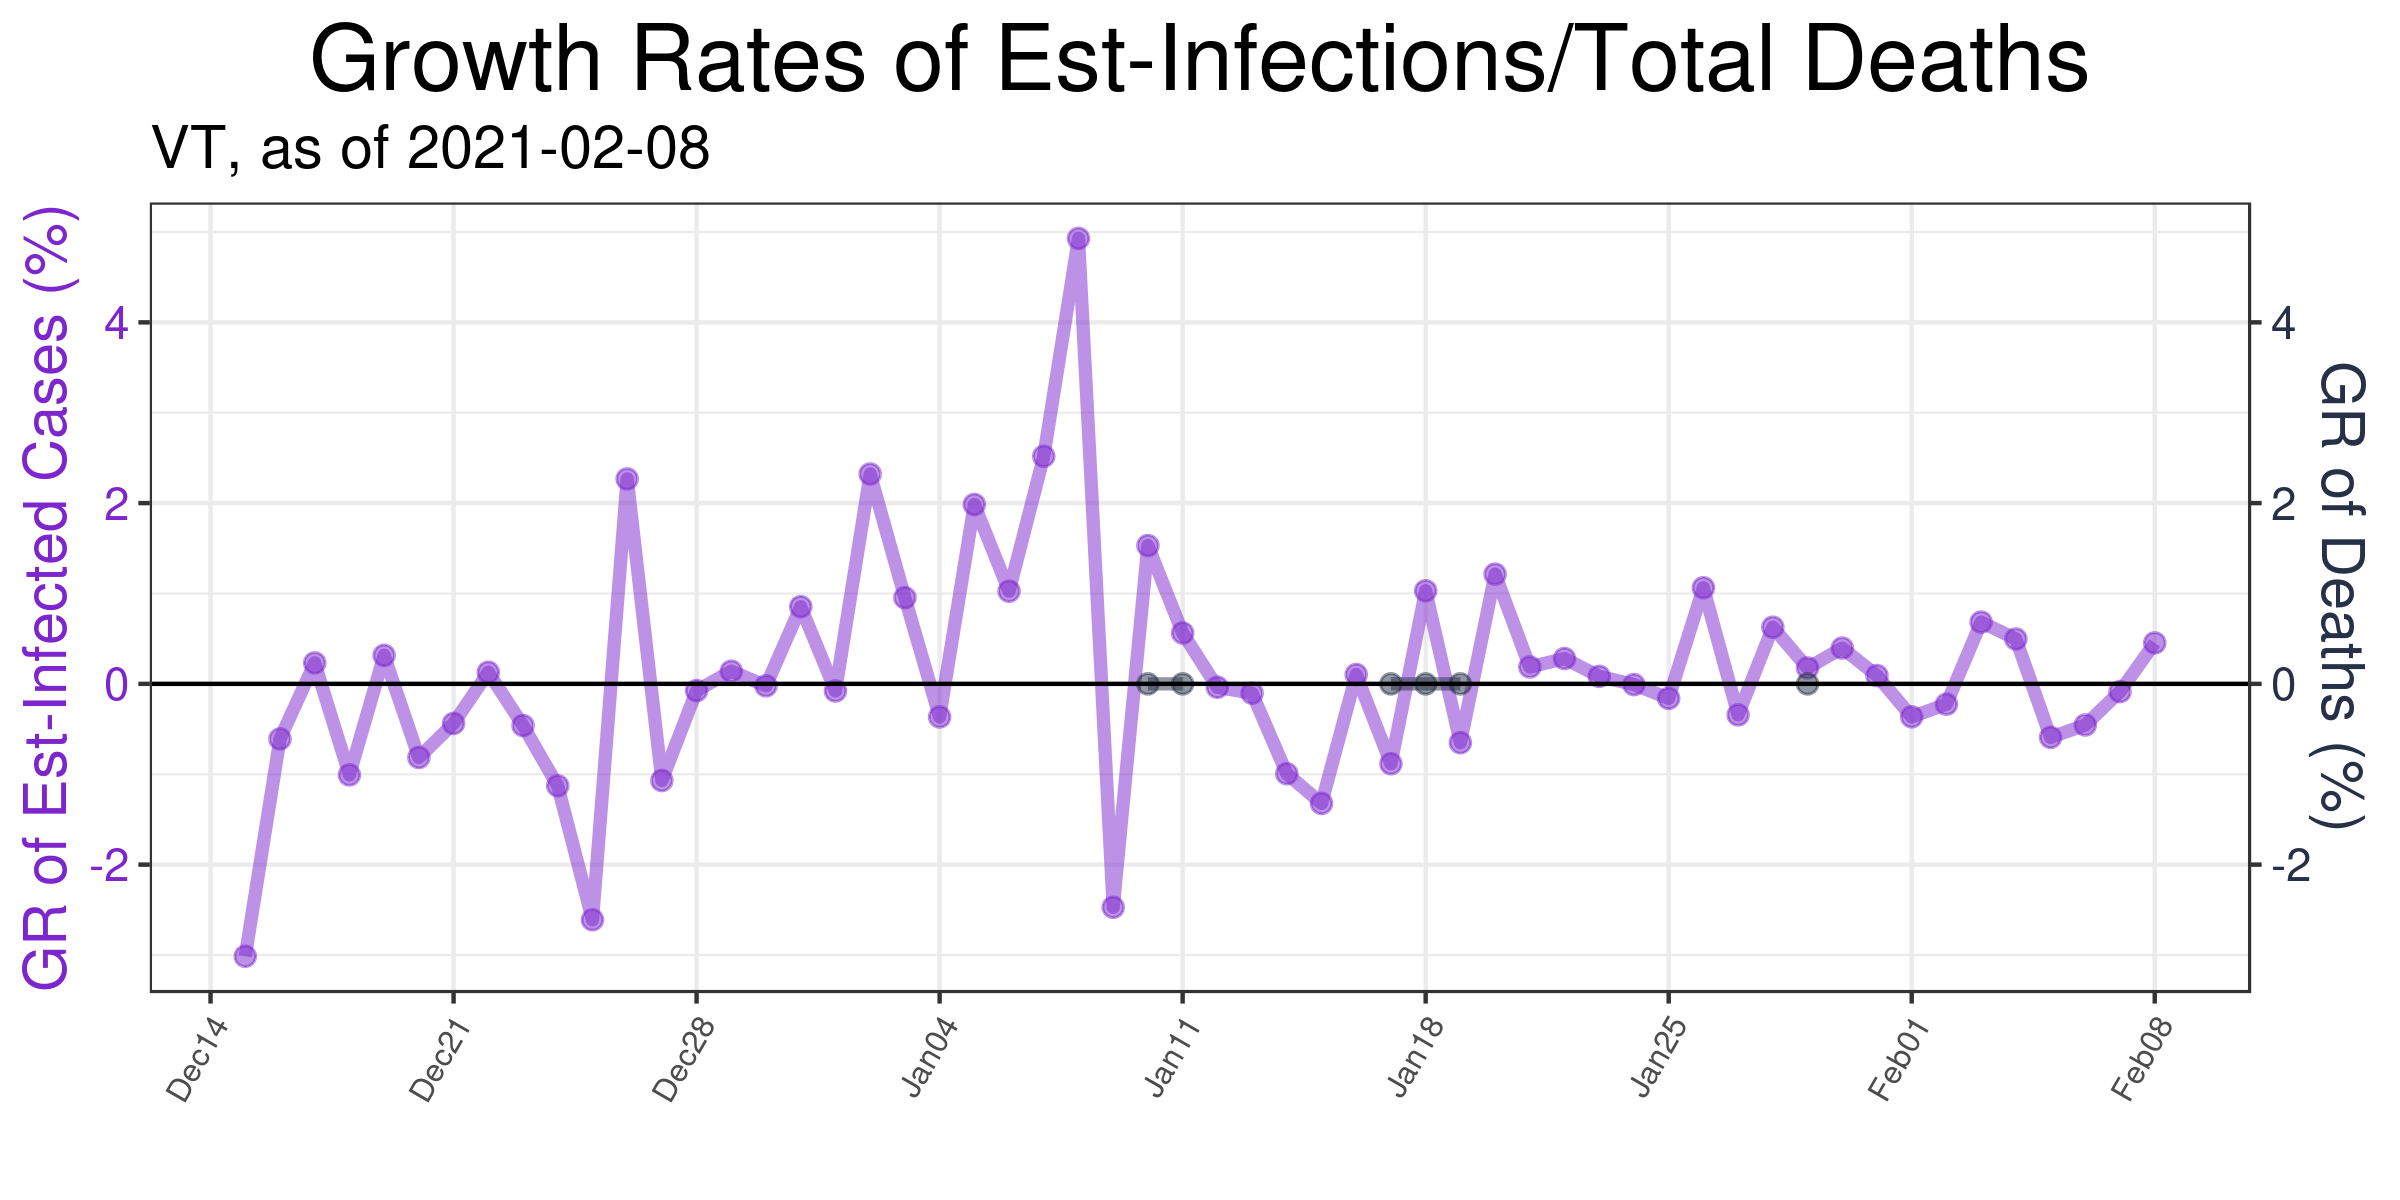 Growth Rates of Est-Infections/Total Deaths
VT, as of 2021-02-08
GR of Est-Infected Cases (%)
4
2
0
-2
4
2
0
-2
GR of Deaths (%)
Dec14
Dec21
Dec28
Jan04
Jan11
Jan18
Jan25
Feb01
Feb08